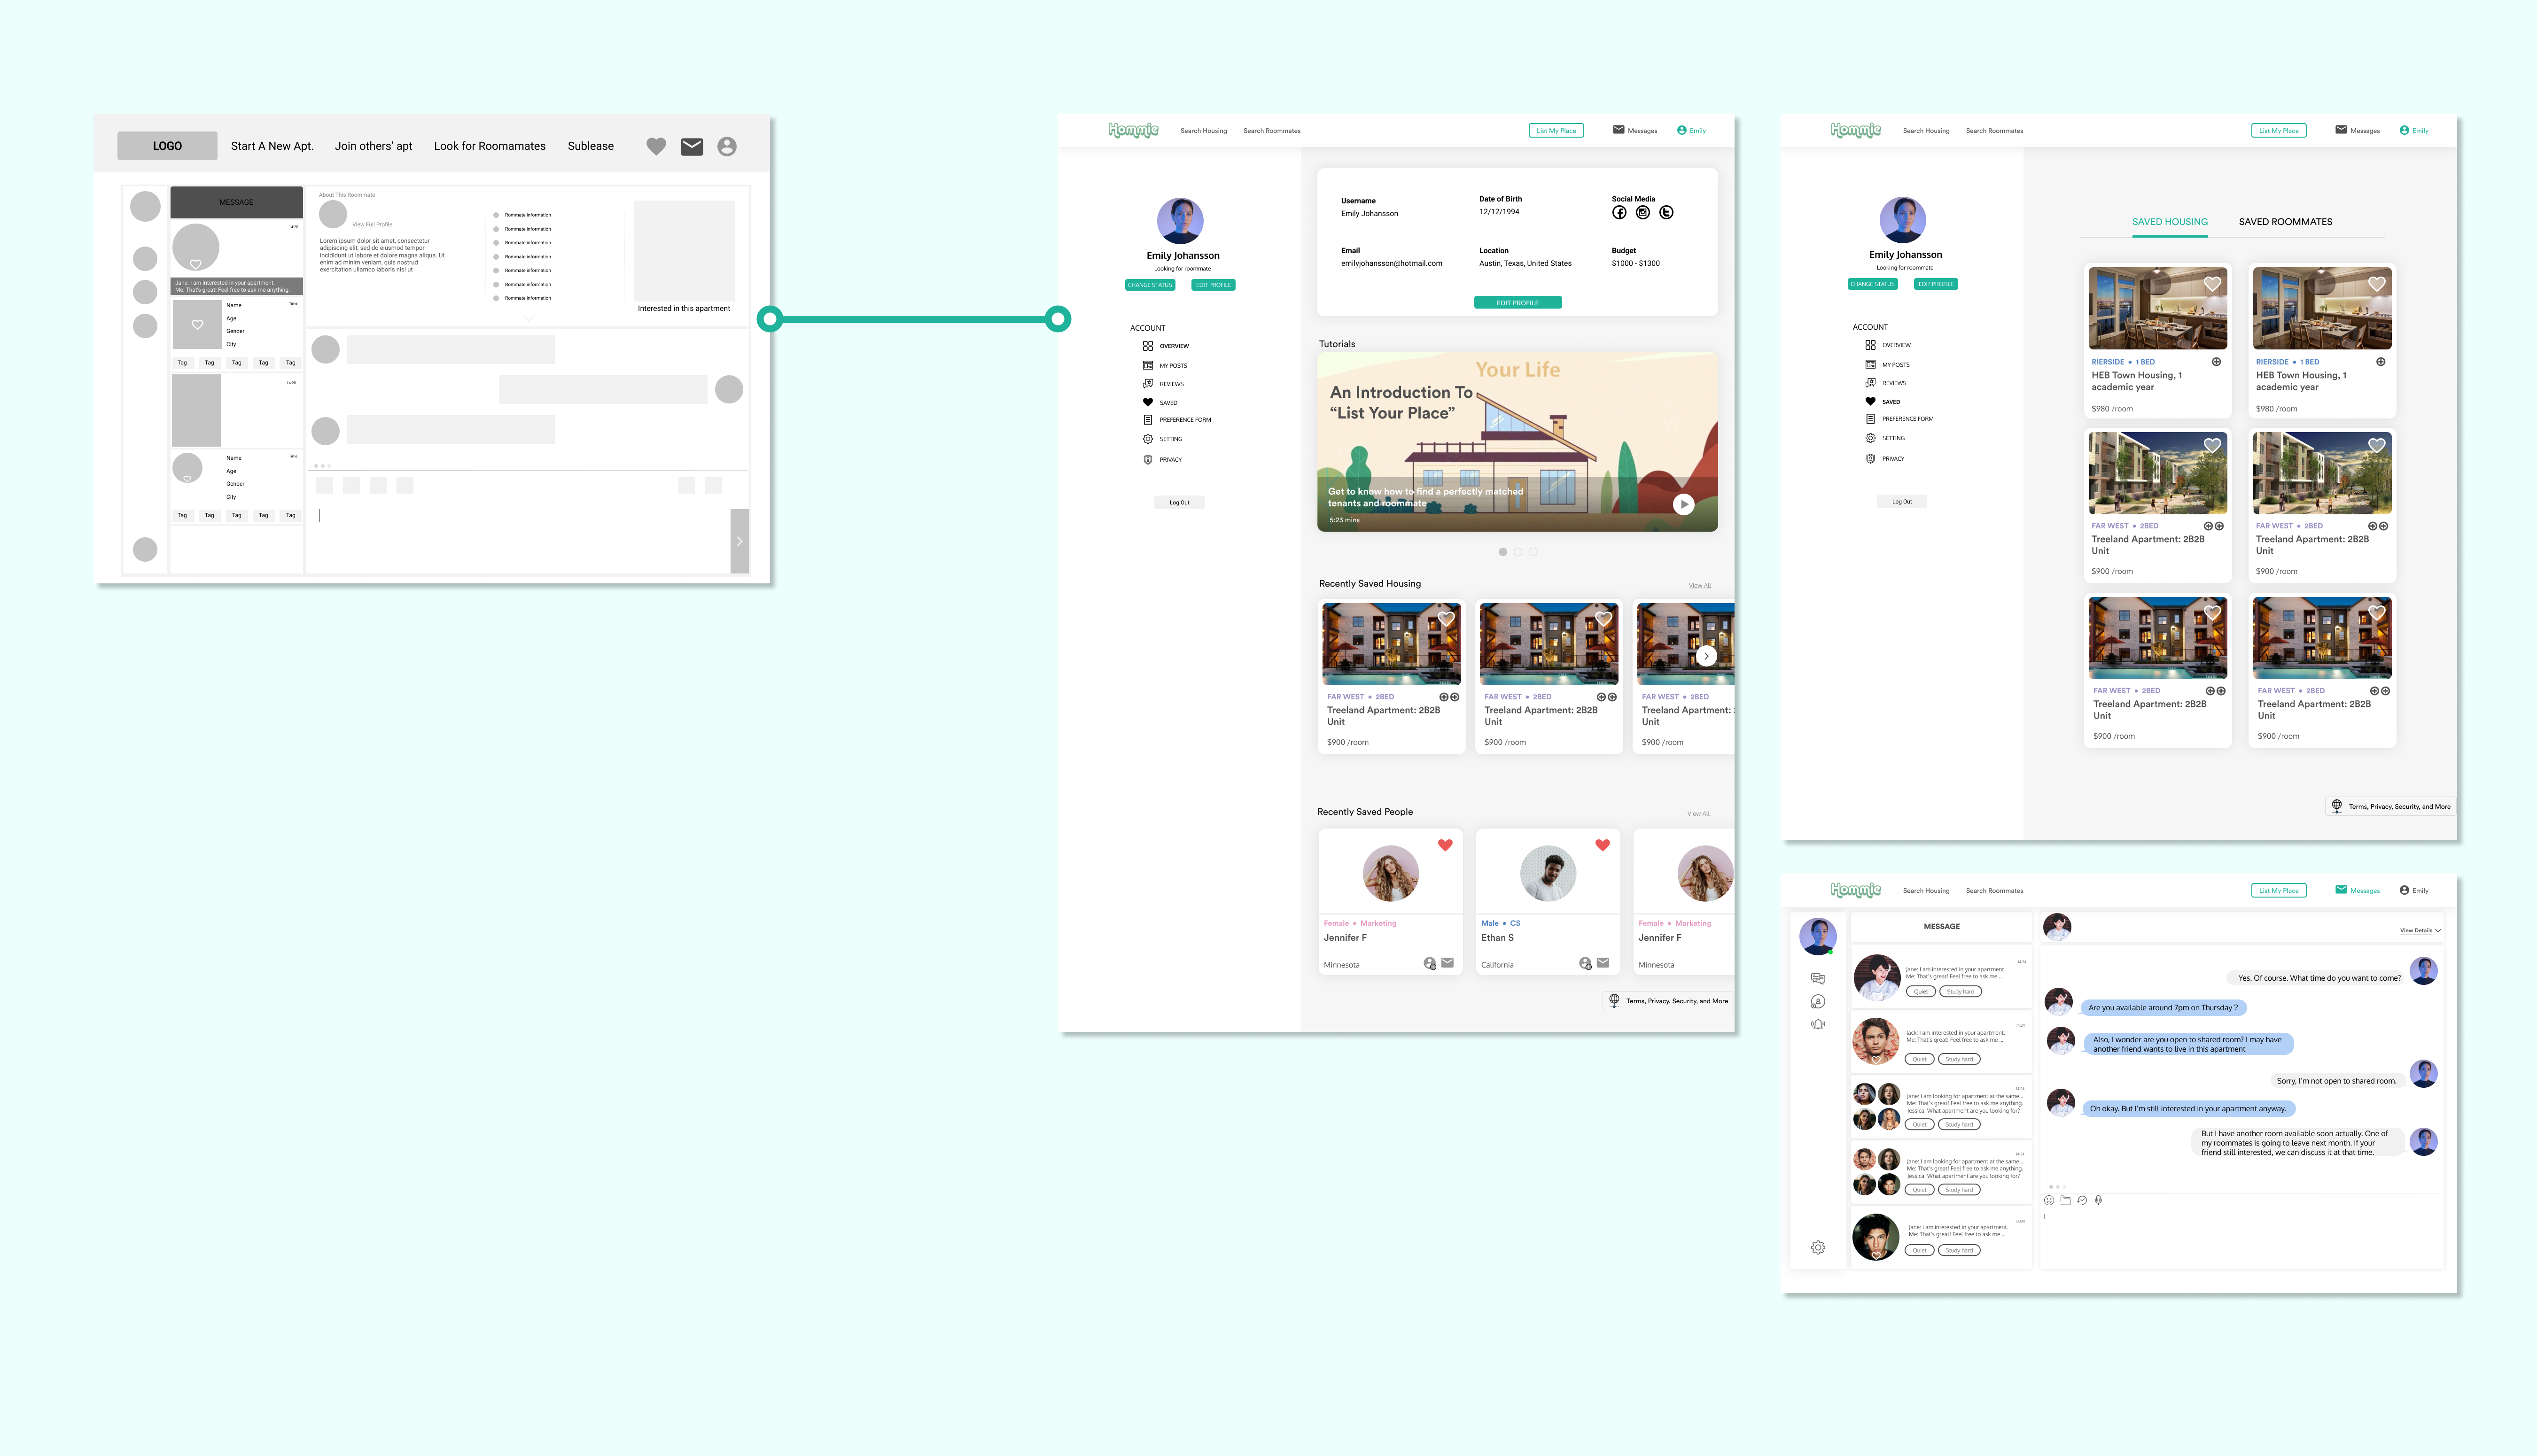 LOGO
Start A New Apt.
Join others' apt
Look for Roomamates
Sublease
MESSAGE
14:20
Jane: I am interested in your apartment.
Me: That's great! Feel free to ask me anything.
Name
Time
Age
Gender
City
Tag Tag Tag Tag Tag
14:20
Name
Time
Age
Gender
City
Tag Tag Tag Tag Tag
About This Roommate
View Full Profile
Lorem ipsum dolor sit amet, consectetur
adipiscing elit, sed do eiusmod tempor
incididunt ut labore et dolore magna aliqua. Ut
enim ad minim veniam, quis nostrud
exercitation ullamco laboris nisi ut
Rommate information
Rommate information
Rommate information
Rommate information
Rommate information
Rommate information
Rommate information
Interested in this apartment
Hommie
Search Housing
Search Roommates
List My Place
Messages
Emily
Emily Johansson
Looking for roommate
CHANGE STATUS
EDIT PROFILE
ACCOUNT
OVERVIEW
MY POSTS
REVIEWS
SAVED
PREFERENCE FORM
SETTING
PRIVACY
Log Out
Username
Emily Johansson
Date of Birth
12/12/1994
Social Media
Email
emilyjohansson@hotmail.com
Location
Austin, Texas, United States
Budget
$1000 - $1300
EDIT PROFILE
Tutorials
Your Life
An Introduction To
“List Your Place”
Get to know how to find a perfectly matched
tenants and roommate
5:23 mins
Recently Saved Housing
View All
FAR WEST • 2BED
Treeland Apartment: 2B2B
Unit
$900 /room
FAR WEST • 2BED
Treeland Apartment: 2B2B
Unit
$900 /room
FAR WEST • 2BED
Treeland Apartment:
Unit
$900 /room
Recently Saved People
View All
Female • Marketing
Jennifer F
Minnesota
Male • CS
Ethan S
California
Female • Marketing
Jennifer F
Minnesota
Terms, Privacy, Security, and More
Hommie
Search Housing
Search Roommates
List My Place
Messages
Emily
Emily Johansson
Looking for roommate
CHANGE STATUS
EDIT PROFILE
ACCOUNT
OVERVIEW
MY POSTS
REVIEWS
SAVED
PREFERENCE FORM
SETTING
PRIVACY
Log Out
SAVED HOUSING
SAVED ROOMMATES
RIERSIDE • 1 BED
HEB Town Housing, 1
academic year
$980 /room
RIERSIDE • 1 BED
HEB Town Housing, 1
academic year
$980 /room
FAR WEST • 2BED
Treeland Apartment: 2B2B
Unit
$900 /room
FAR WEST • 2BED
Treeland Apartment: 2B2B
Unit
$900 /room
FAR WEST • 2BED
Treeland Apartment: 2B2B
Unit
$900 /room
FAR WEST • 2BED
Treeland Apartment: 2B2B
Unit
$900 /room
Terms, Privacy, Security, and More
Hommie
Search Housing
Search Roommates
List My Place
Messages
Emily
MESSAGE
14:24
Jane: I am interested in your apartment.
Me: That's great! Feel free to ask me ...
Quiet
Study hard
14:24
Jack: I am interested in your apartment.
Me: That's great! Feel free to ask me ...
Quiet
Study hard
14:24
Jane: I am looking for apartment at the same...
Me: That's great! Feel free to ask me anything.
Jessica: What apartment are you looking for?
Quiet
Study hard
14:24
Jane: I am looking for apartment at the same...
Me: That's great! Feel free to ask me anything.
Jessica: What apartment are you looking for?
Quiet
Study hard
Jane: I am interested in your apartment.
Me: That's great! Feel free to ask me ...
Quiet
Study hard
View Details
Yes. Of course. What time do you want to come?
Are you available around 7pm on Thursday ?
Also, I wonder are you open to shared room? I may have
another friend wants to live in this apartment
Sorry, I'm not open to shared room.
Oh okay. But I'm still interested in your apartment anyway.
But I have another room available soon actually. One of
my roommates is going to leave next month. If your
friend still interested, we can discuss it at that time.